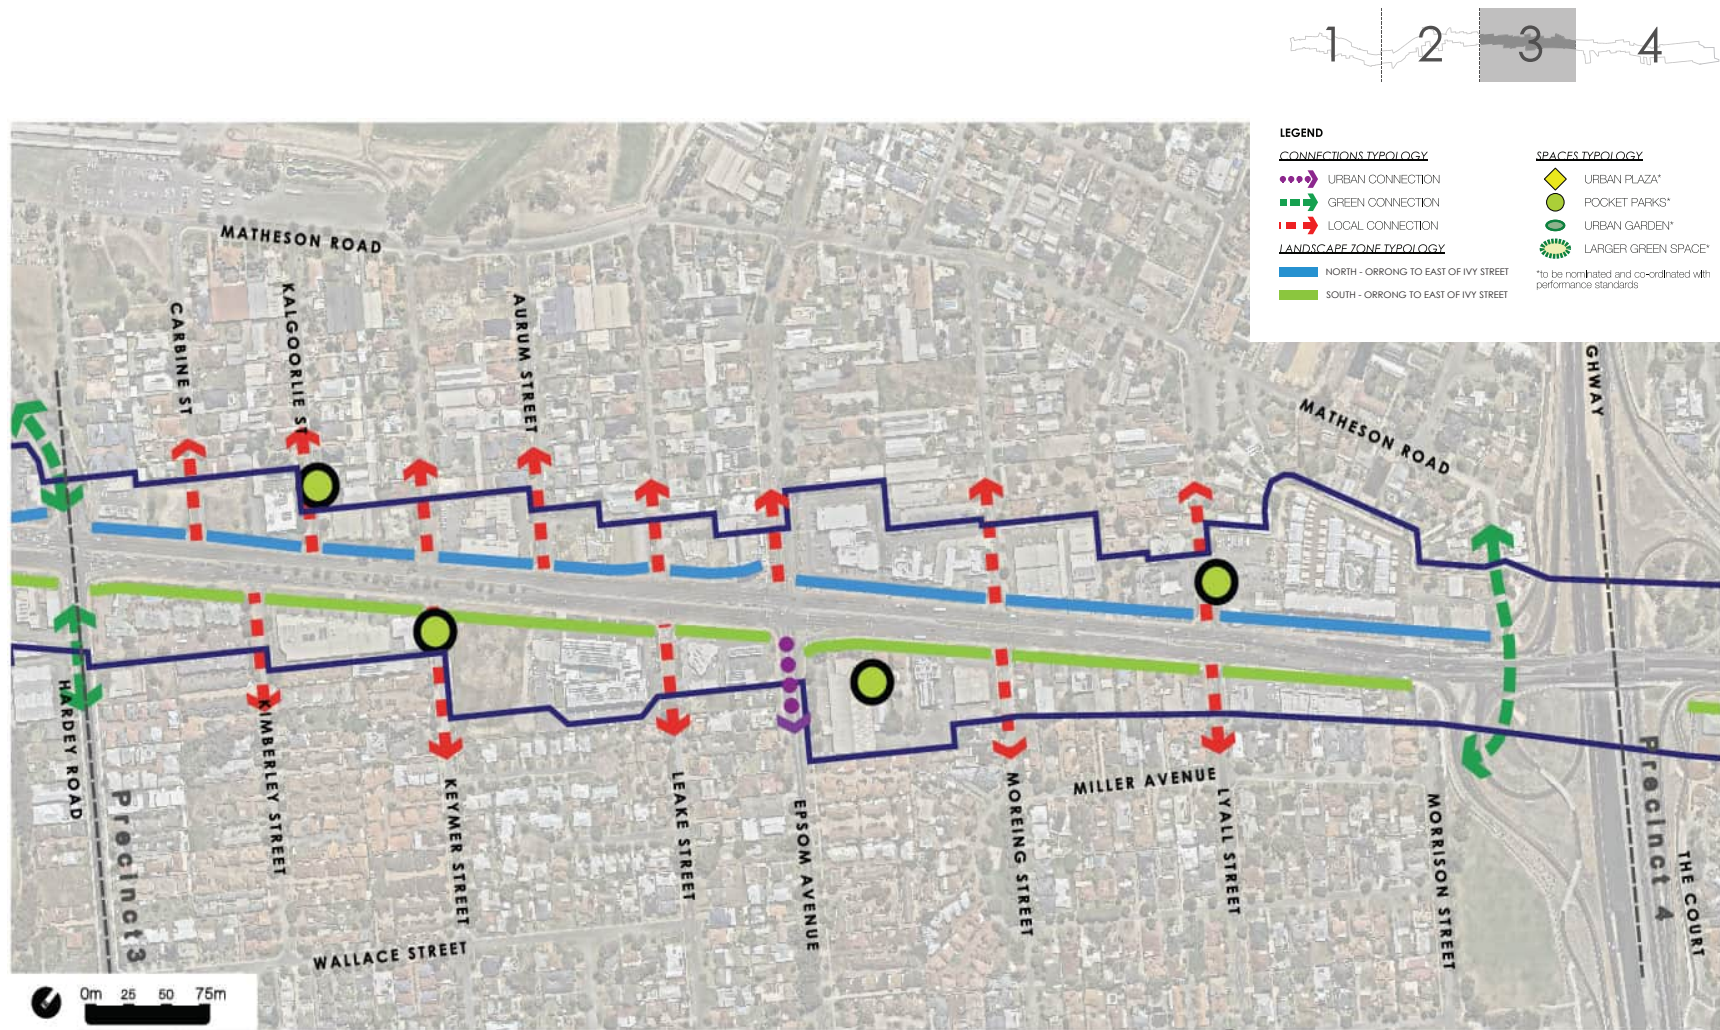 1 2 3 4
LEGEND
CONNECTIONS TYPOLOGY
URBAN CONNECTION
GREEN CONNECTION
LOCAL CONNECTION
LANDSCAPE ZONE TYPOLOGY
NORTH - ORRONG TO EAST OF IVY STREET
SOUTH - ORRONG TO EAST OF IVY STREET
SPACES TYPOLOGY
URBAN PLAZA*
POCKET PARKS*
URBAN GARDEN*
LARGER GREEN SPACE*
*to be nominated and co-ordinated with
performance standards
MATHESON ROAD
CARBINE ST
KALGOORLIE ST
AURUM STREET
MATHESON ROAD
GHWAY
HARDEY ROAD
Precinct 3
KIMBERLEY STREET
KEYMER STREET
LEAKE STREET
EPSOM AVENUE
MOREING STREET
MILLER AVENUE
LYALL STREET
MORRISON STREET
Precinct 4
THE COURT
WALLACE STREET
0m 25 50 75m